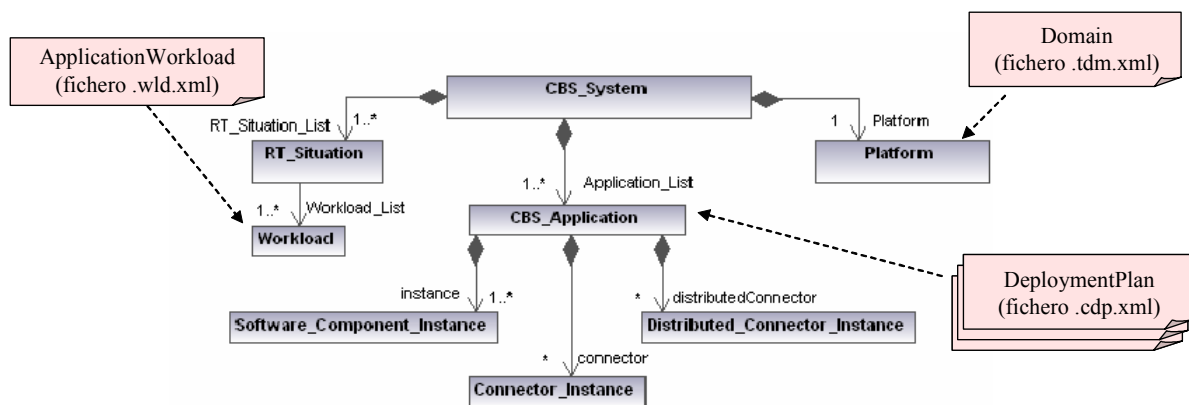 ApplicationWorkload
(fichero .wld.xml)
Domain
(fichero .tdm.xml)
CBS_System
RT_Situation_List
1..*
1
Platform
RT_Situation
Platform
1..*
Application_List
1..*
Workload_List
CBS_Application
Workload
DeploymentPlan
(fichero .cdp.xml)
instance
1..*
*
distributedConnector
Software_Component_Instance
Distributed_Connector_Instance
*
connector
Connector_Instance